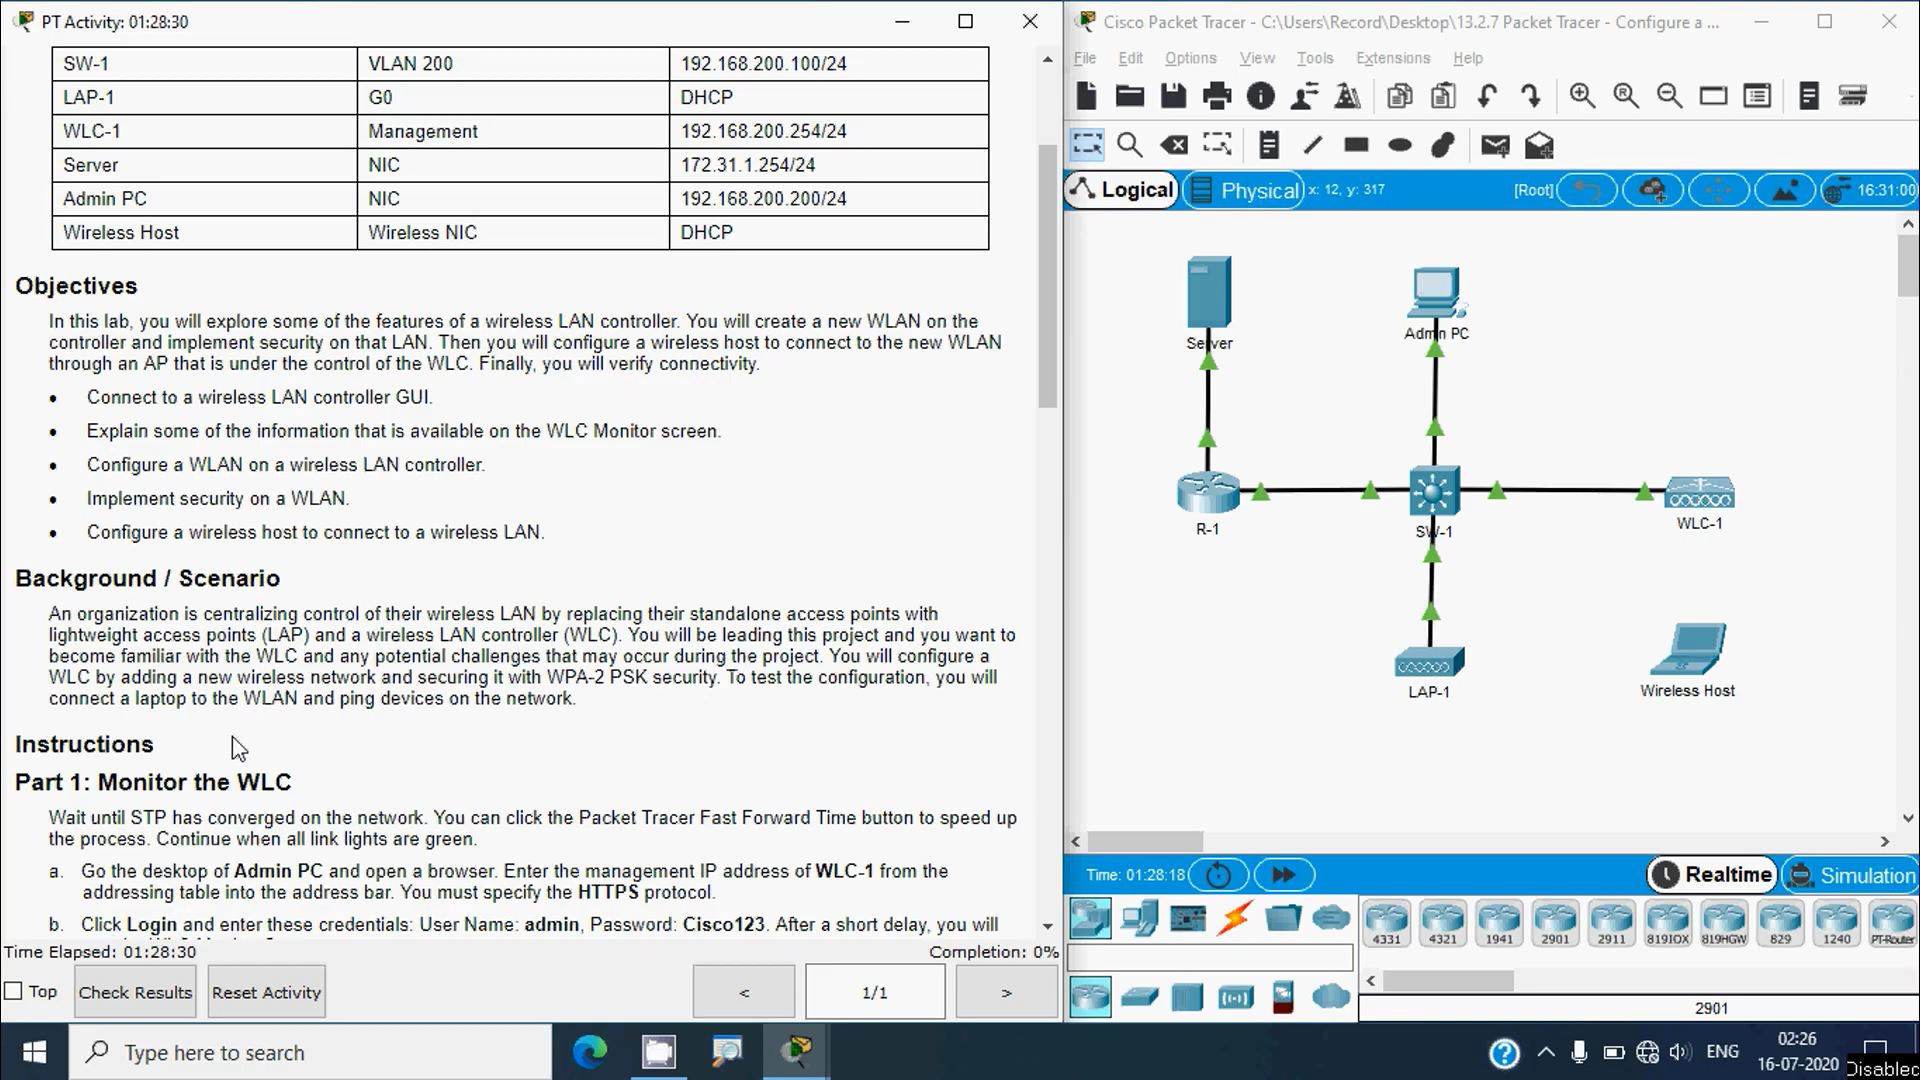 PT Activity: 01:28:30
SW-1 VLAN 200 192.168.200.100/24
LAP-1 G0 DHCP
WLC-1 Management 192.168.200.254/24
Server NIC 172.31.1.254/24
Admin PC NIC 192.168.200.200/24
Wireless Host Wireless NIC DHCP
Objectives
In this lab, you will explore some of the features of a wireless LAN controller. You will create a new WLAN on the
controller and implement security on that LAN. Then you will configure a wireless host to connect to the new WLAN
through an AP that is under the control of the WLC. Finally, you will verify connectivity.
• Connect to a wireless LAN controller GUI.
• Explain some of the information that is available on the WLC Monitor screen.
• Configure a WLAN on a wireless LAN controller.
• Implement security on a WLAN.
• Configure a wireless host to connect to a wireless LAN.
Background / Scenario
An organization is centralizing control of their wireless LAN by replacing their standalone access points with
lightweight access points (LAP) and a wireless LAN controller (WLC). You will be leading this project and you want to
become familiar with the WLC and any potential challenges that may occur during the project. You will configure a
WLC by adding a new wireless network and securing it with WPA-2 PSK security. To test the configuration, you will
connect a laptop to the WLAN and ping devices on the network.
Instructions
Part 1: Monitor the WLC
Wait until STP has converged on the network. You can click the Packet Tracer Fast Forward Time button to speed up
the process. Continue when all link lights are green.
a. Go the desktop of Admin PC and open a browser. Enter the management IP address of WLC-1 from the
addressing table into the address bar. You must specify the HTTPS protocol.
b. Click Login and enter these credentials: User Name: admin, Password: Cisco123. After a short delay, you will
Time Elapsed: 01:28:30 Completion: 0%
Top Check Results Reset Activity < 1/1 >
Cisco Packet Tracer - C:\Users\Record\Desktop\13.2.7 Packet Tracer - Configure a ...
File Edit Options View Tools Extensions Help
Logical Physical x: 12, y: 317 [Root] 16:31:00
Server
Admin PC
R-1
SW-1
WLC-1
LAP-1
Wireless Host
Time: 01:28:18 Realtime Simulation
4331 4321 1941 2901 2911 819IOX 819HGW 829 1240 PT-Router
2901
Type here to search
ENG
02:26
16-07-2020